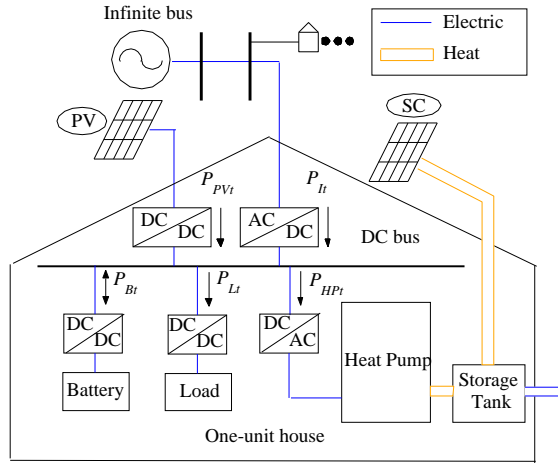 Infinite bus
Electric
Heat
PV
SC
P_PVt
P_It
DC
DC
AC
DC
DC bus
P_Bt
P_Lt
P_HPt
DC
DC
DC
DC
DC
AC
Heat Pump
Battery
Load
Storage
Tank
One-unit house